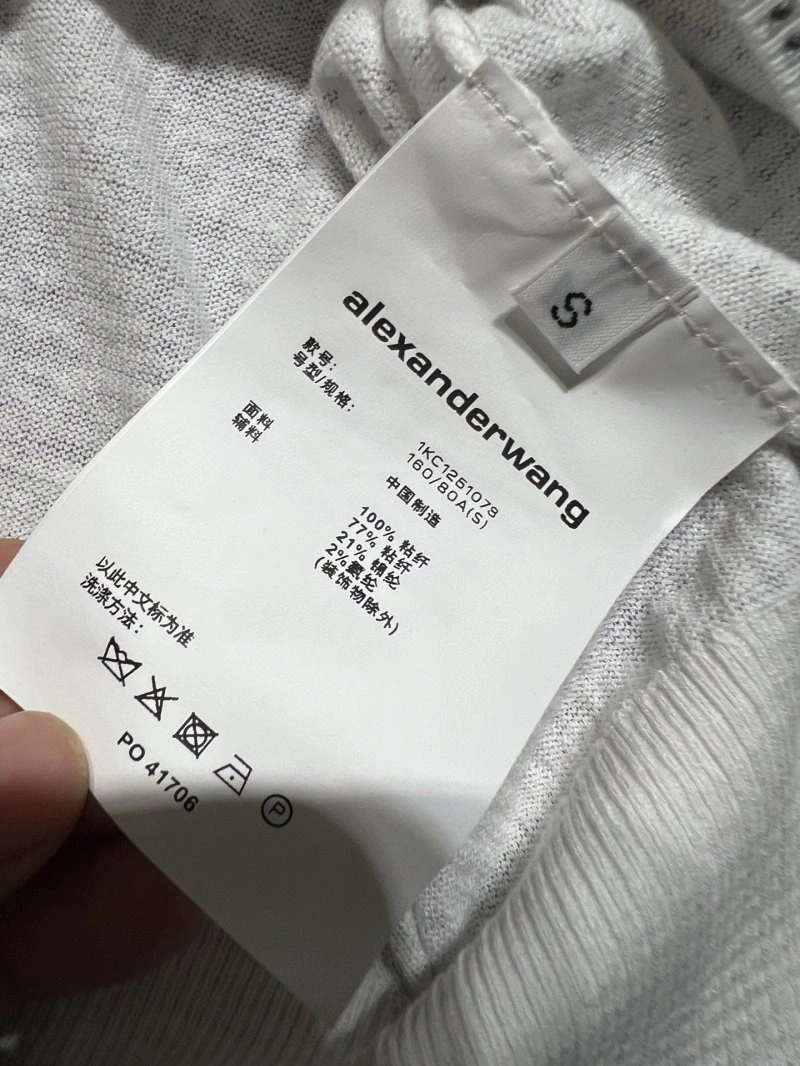 S
alexanderwang
款号: 1KC1251073
号型/规格: 160/80A(S)
中国制造
面料 100% 粘纤
辅料 77% 粘纤
21% 锦纶
2% 氨纶
(装饰物除外)
以此中文标为准
洗涤方法:
P
PO 41706